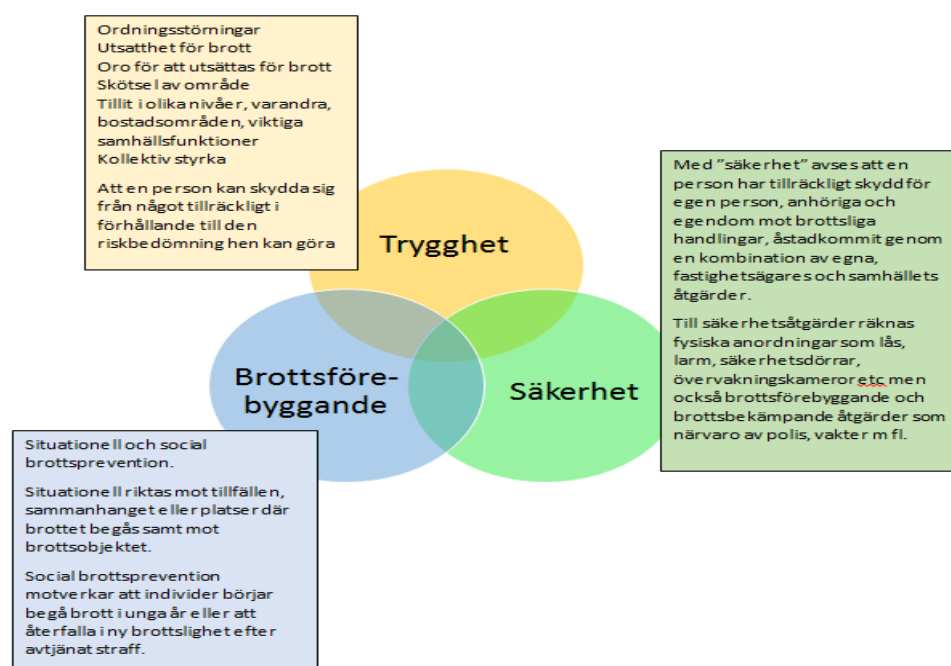 Ordningsstörningar
Utsatthet för brott
Oro för att utsättas för brott
Skötsel av område
Tillit i olika nivåer, varandra,
bostadsområden, viktiga
samhällsfunktioner
Kollektiv styrka
Att en person kan skydda sig
från något tillräckligt i
förhållande till den
riskbedömning hen kan göra
Trygghet
Med ”säkerhet” avses att en
person har tillräckligt skydd för
egen person, anhöriga och
egendom mot brottsliga
handlingar, åstadkommit genom
en kombination av egna,
fastighetsägares och samhällets
åtgärder.
Till säkerhetsåtgärder räknas
fysiska anordningar som lås,
larm, säkerhetsdörrar,
övervakningskameror etc men
också brottsförebyggande och
brottsbekämpande åtgärder som
närvaro av polis, vakter m fl.
Brottsföre-
byggande
Säkerhet
Situationell och social
brottsprevention.
Situationell riktas mot tillfällen,
sammanhanget eller platser där
brottet begås samt mot
brottsobjektet.
Social brottsprevention
motverkar att individer börjar
begå brott i unga år eller att
återfalla i ny brottslighet efter
avtjänat straff.